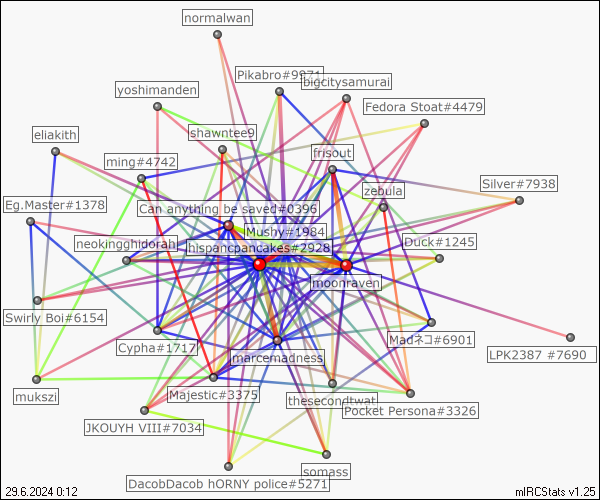 normalwan
Pikabro#9971
bigcitysamurai
yoshimanden
Fedora Stoat#4479
eliakith
shawntee9
ming#4742
frisout
zebula
Silver#7938
Eg.Master#1378
Can anything be saved#0396
Mushy#1984
neokingghidorah
hispancpancakes#2928
Duck#1245
moonraven
Swirly Boi#6154
Cypha#1717
marcemadness
Madネコ#6901
LPK2387 #7690
mukszi
Majestic#3375
thesecondtwat
Pocket Persona#3326
JKOUYH VIII#7034
somass
DacobDacob hORNY police#5271
29.6.2024 0:12
mIRCStats v1.25